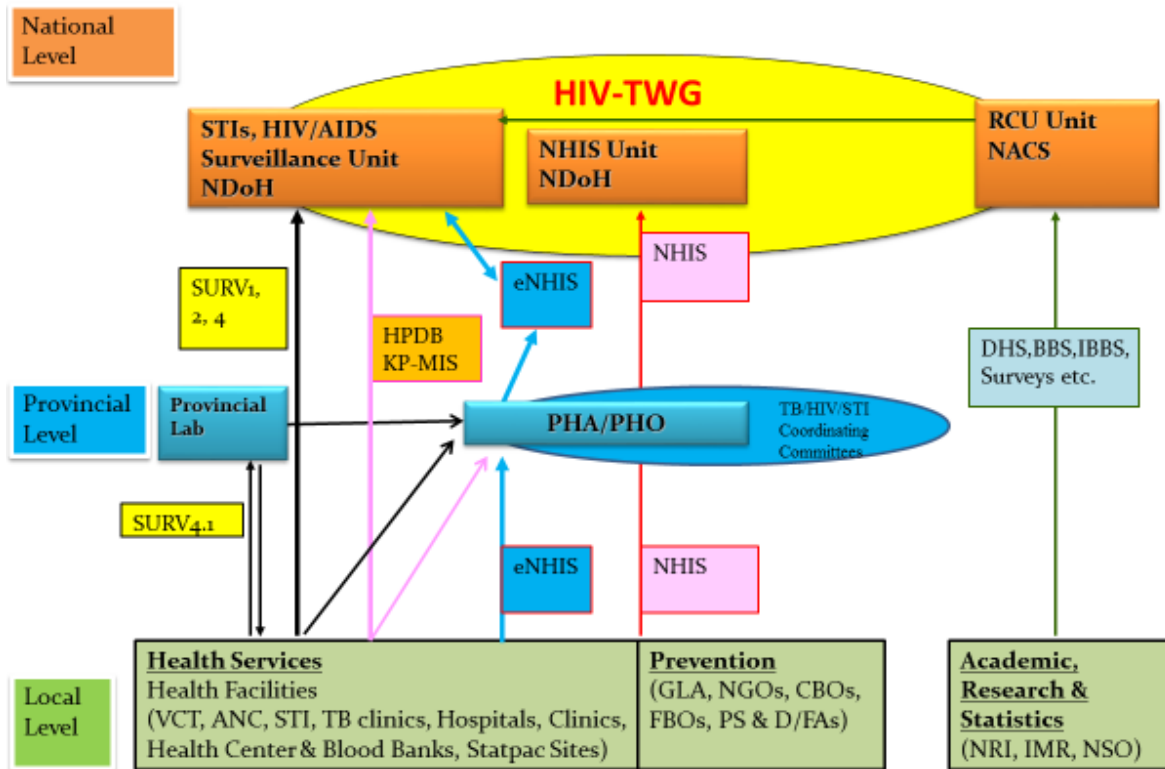 National
Level
HIV-TWG
STIs, HIV/AIDS
Surveillance Unit
NDoH
NHIS Unit
NDoH
RCU Unit
NACS
SURV1,
2, 4
HPDB
KP-MIS
eNHIS
NHIS
DHS,BBS,IBBS,
Surveys etc.
Provincial
Level
Provincial
Lab
PHA/PHO
TB/HIV/STI
Coordinating
Committees
SURV4.1
eNHIS
NHIS
Local
Level
Health Services
Health Facilities
(VCT, ANC, STI, TB clinics, Hospitals, Clinics,
Health Center & Blood Banks, Statpac Sites)
Prevention
(GLA, NGOs, CBOs,
FBOs, PS & D/FAs)
Academic,
Research &
Statistics
(NRI, IMR, NSO)